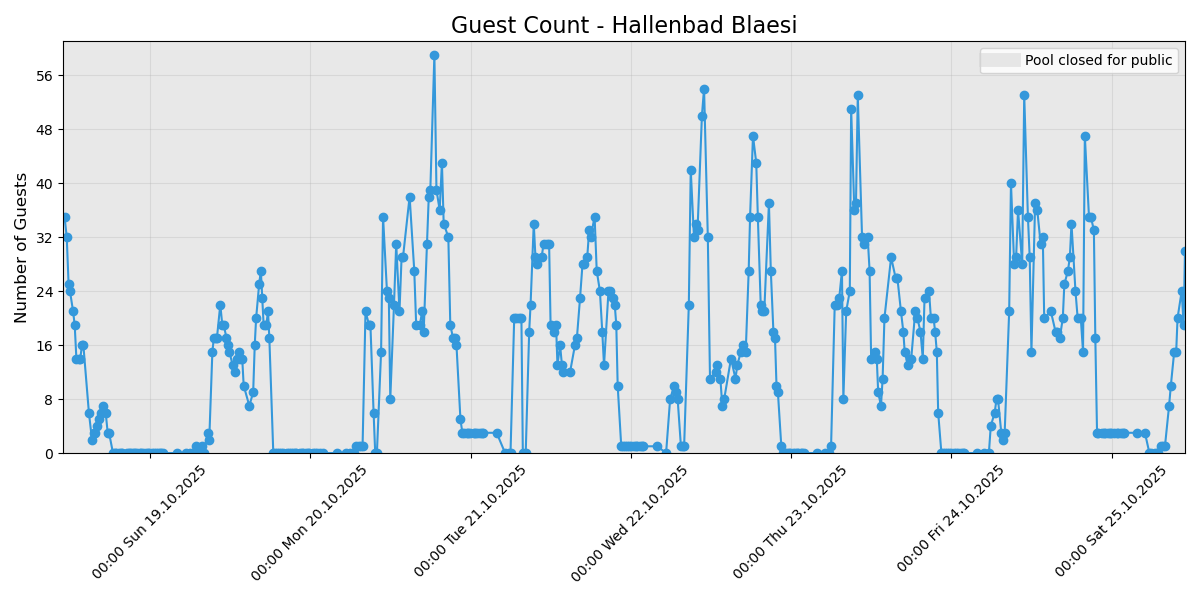 Guest Count - Hallenbad Blaesi
Pool closed for public
Number of Guests
56
48
40
32
24
16
8
0
00:00 Sun 19.10.2025
00:00 Mon 20.10.2025
00:00 Tue 21.10.2025
00:00 Wed 22.10.2025
00:00 Thu 23.10.2025
00:00 Fri 24.10.2025
00:00 Sat 25.10.2025